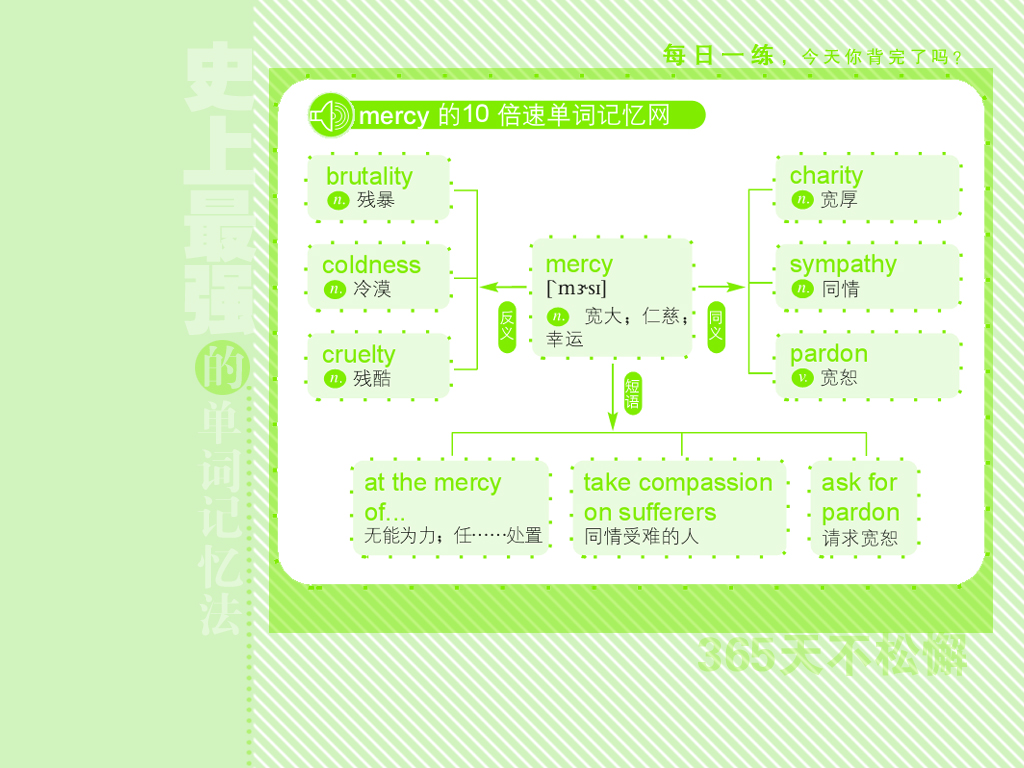 每日一练，今天你背完了吗？
史上最强的单词记忆法
mercy 的10 倍速单词记忆网
brutality
n. 残暴
coldness
n. 冷漠
cruelty
n. 残酷
反义
mercy
[`mɝsɪ]
n. 宽大；仁慈；
幸运
同义
charity
n. 宽厚
sympathy
n. 同情
pardon
v. 宽恕
短语
at the mercy
of...
无能为力；任……处置
take compassion
on sufferers
同情受难的人
ask for
pardon
请求宽恕
365天不松懈